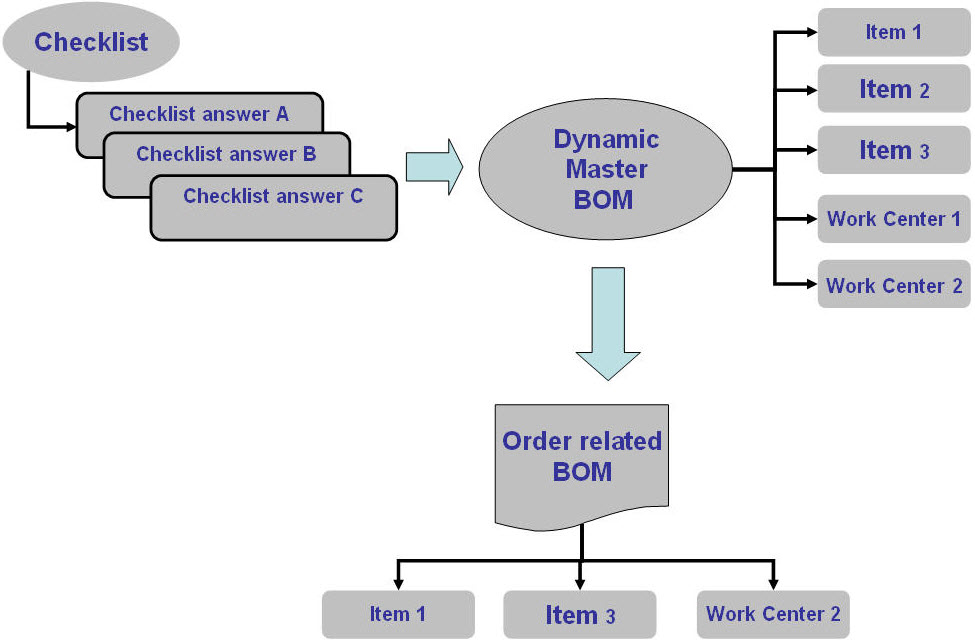 Checklist
Checklist answer A
Checklist answer B
Checklist answer C
Dynamic
Master
BOM
Item 1
Item 2
Item 3
Work Center 1
Work Center 2
Order related
BOM
Item 1
Item 3
Work Center 2